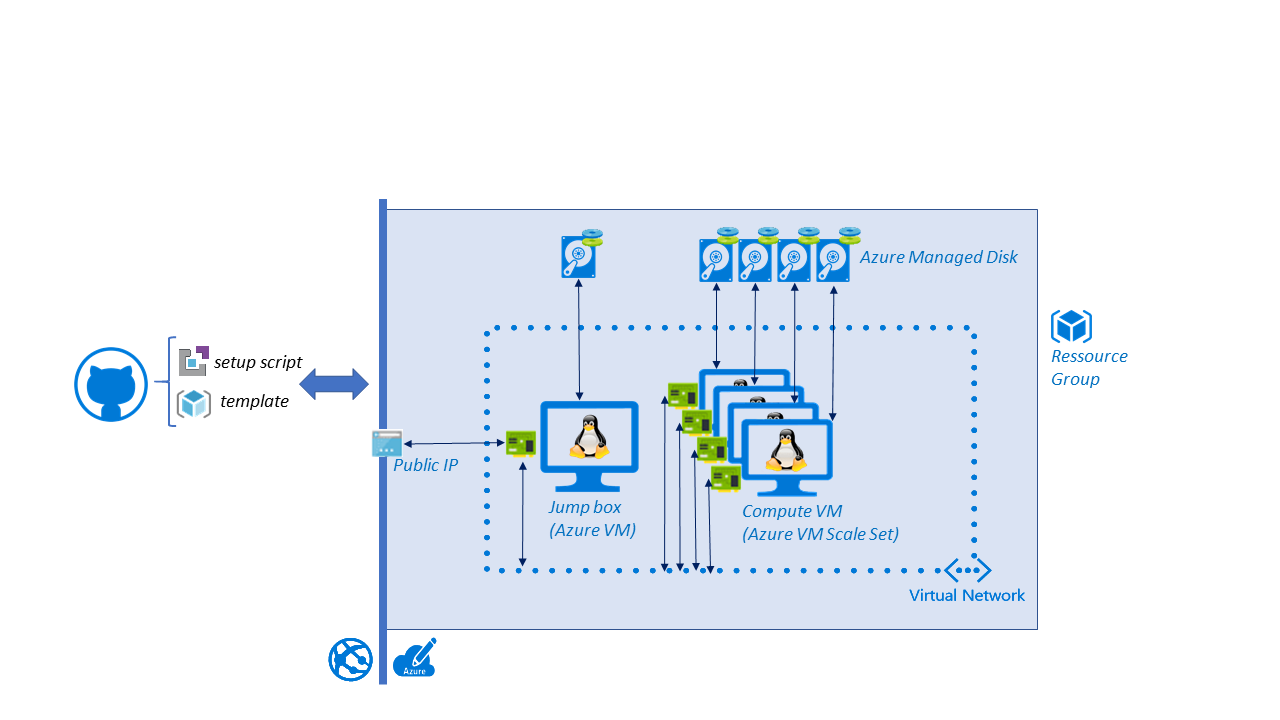 Azure Managed Disk
setup script
template
Ressource
Group
Public IP
Jump box
(Azure VM)
Compute VM
(Azure VM Scale Set)
Virtual Network
Azure